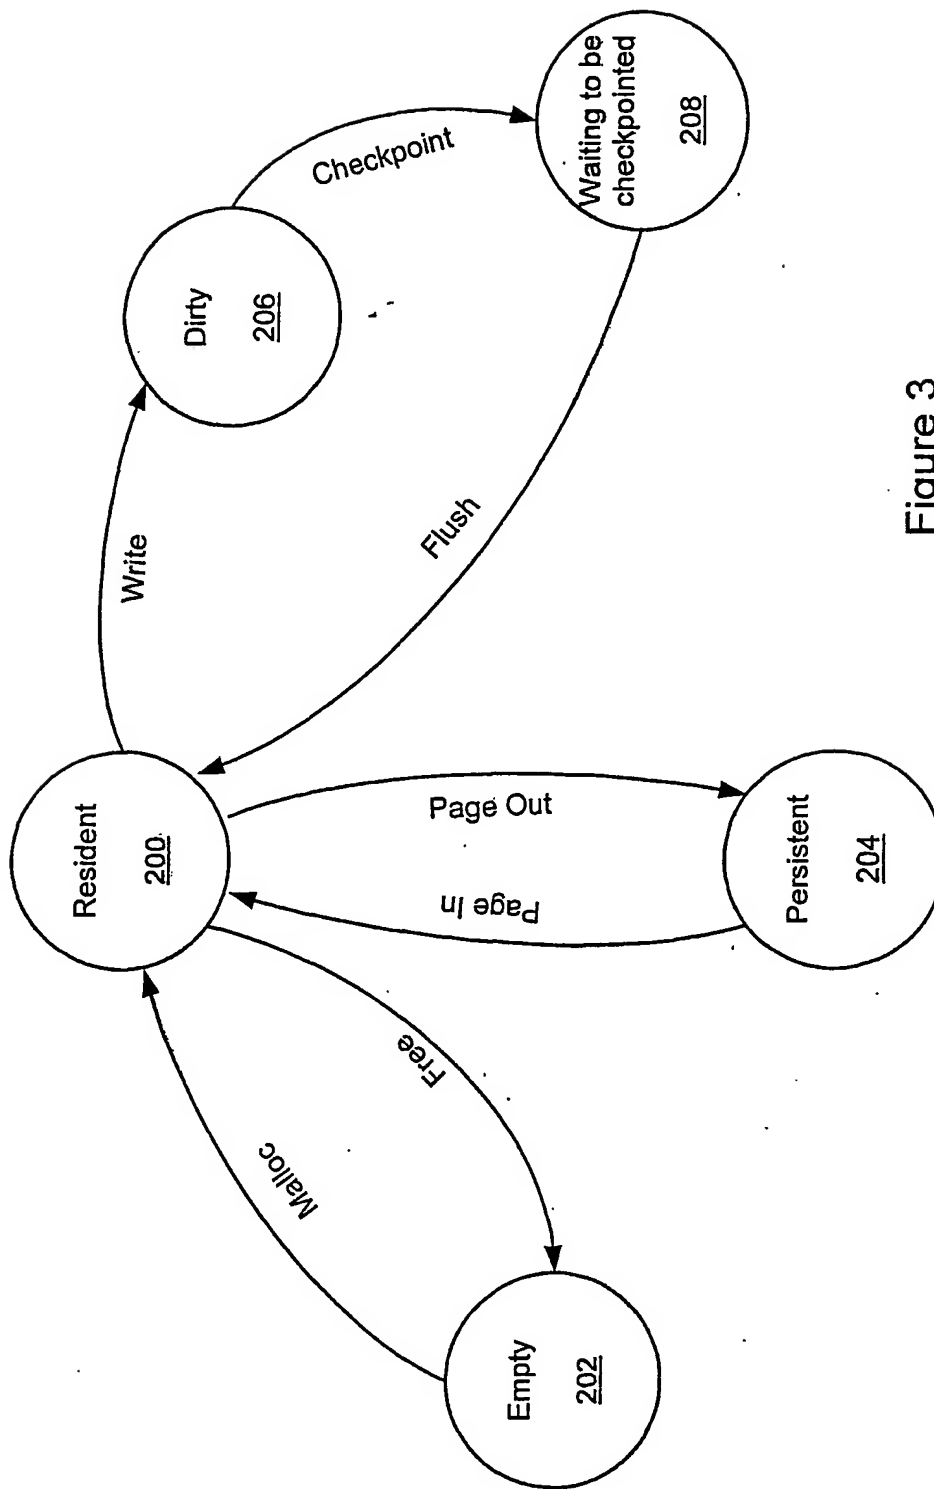 Resident
200
Write
Dirty
206
Checkpoint
Waiting to be
checkpointed
208
Flush
Page Out
Page In
Persistent
204
Free
Malloc
Empty
202
Figure 3